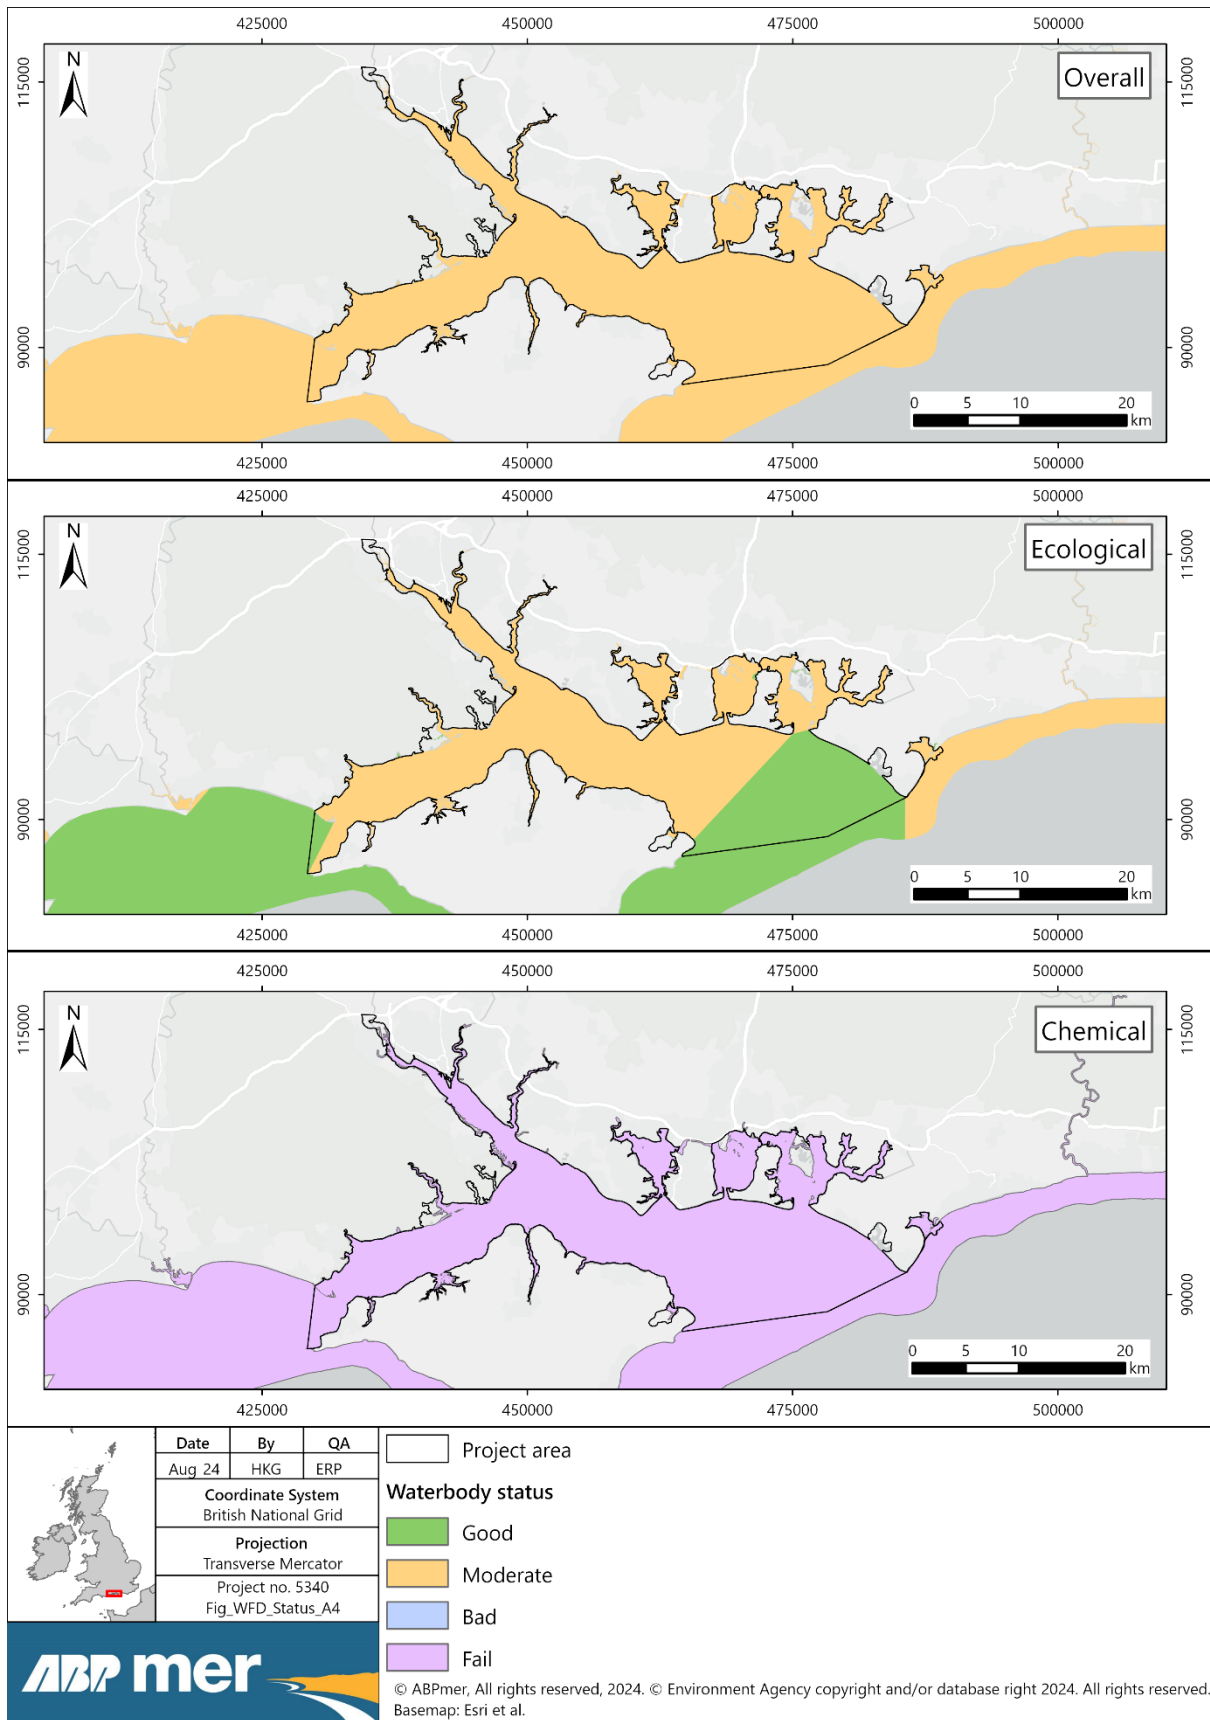 425000 450000 475000 500000
N
Overall
115000 115000
90000 90000
0 5 10 20
km
425000 450000 475000 500000
425000 450000 475000 500000
N
Ecological
115000 115000
90000 90000
0 5 10 20
km
425000 450000 475000 500000
425000 450000 475000 500000
N
Chemical
115000 115000
90000 90000
0 5 10 20
km
425000 450000 475000 500000
Date By QA
Aug 24 HKG ERP
Coordinate System
British National Grid
Projection
Transverse Mercator
Project no. 5340
Fig_WFD_Status_A4
ABP mer
Project area
Waterbody status
Good
Moderate
Bad
Fail
© ABPmer, All rights reserved, 2024. © Environment Agency copyright and/or database right 2024. All rights reserved.
Basemap: Esri et al.